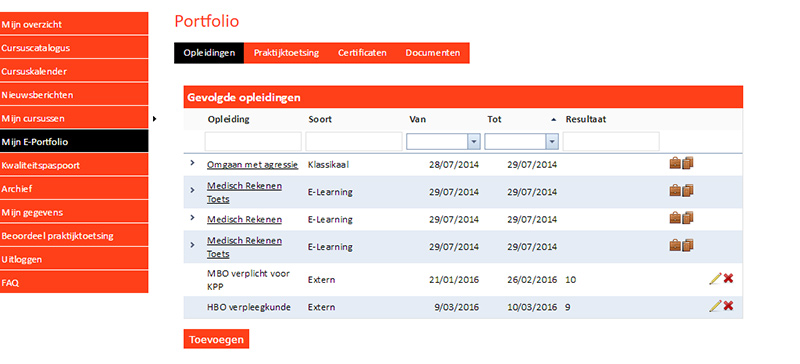 Mijn overzicht
Cursuscatalogus
Cursuskalender
Nieuwsberichten
Mijn cursussen
Mijn E-Portfolio
Kwaliteitspaspoort
Archief
Mijn gegevens
Beoordeel praktijktoetsing
Uitloggen
FAQ
Portfolio
Opleidingen Praktijktoetsing Certificaten Documenten
Gevolgde opleidingen
Opleiding Soort Van Tot Resultaat
Omgaan met agressie Klassikaal 28/07/2014 29/07/2014
Medisch Rekenen
Toets E-Learning 29/07/2014 29/07/2014
Medisch Rekenen E-Learning 29/07/2014 29/07/2014
Medisch Rekenen
Toets E-Learning 29/07/2014 29/07/2014
MBO verplicht voor
KPP Extern 21/01/2016 26/02/2016 10
HBO verpleegkunde Extern 9/03/2016 10/03/2016 9
Toevoegen